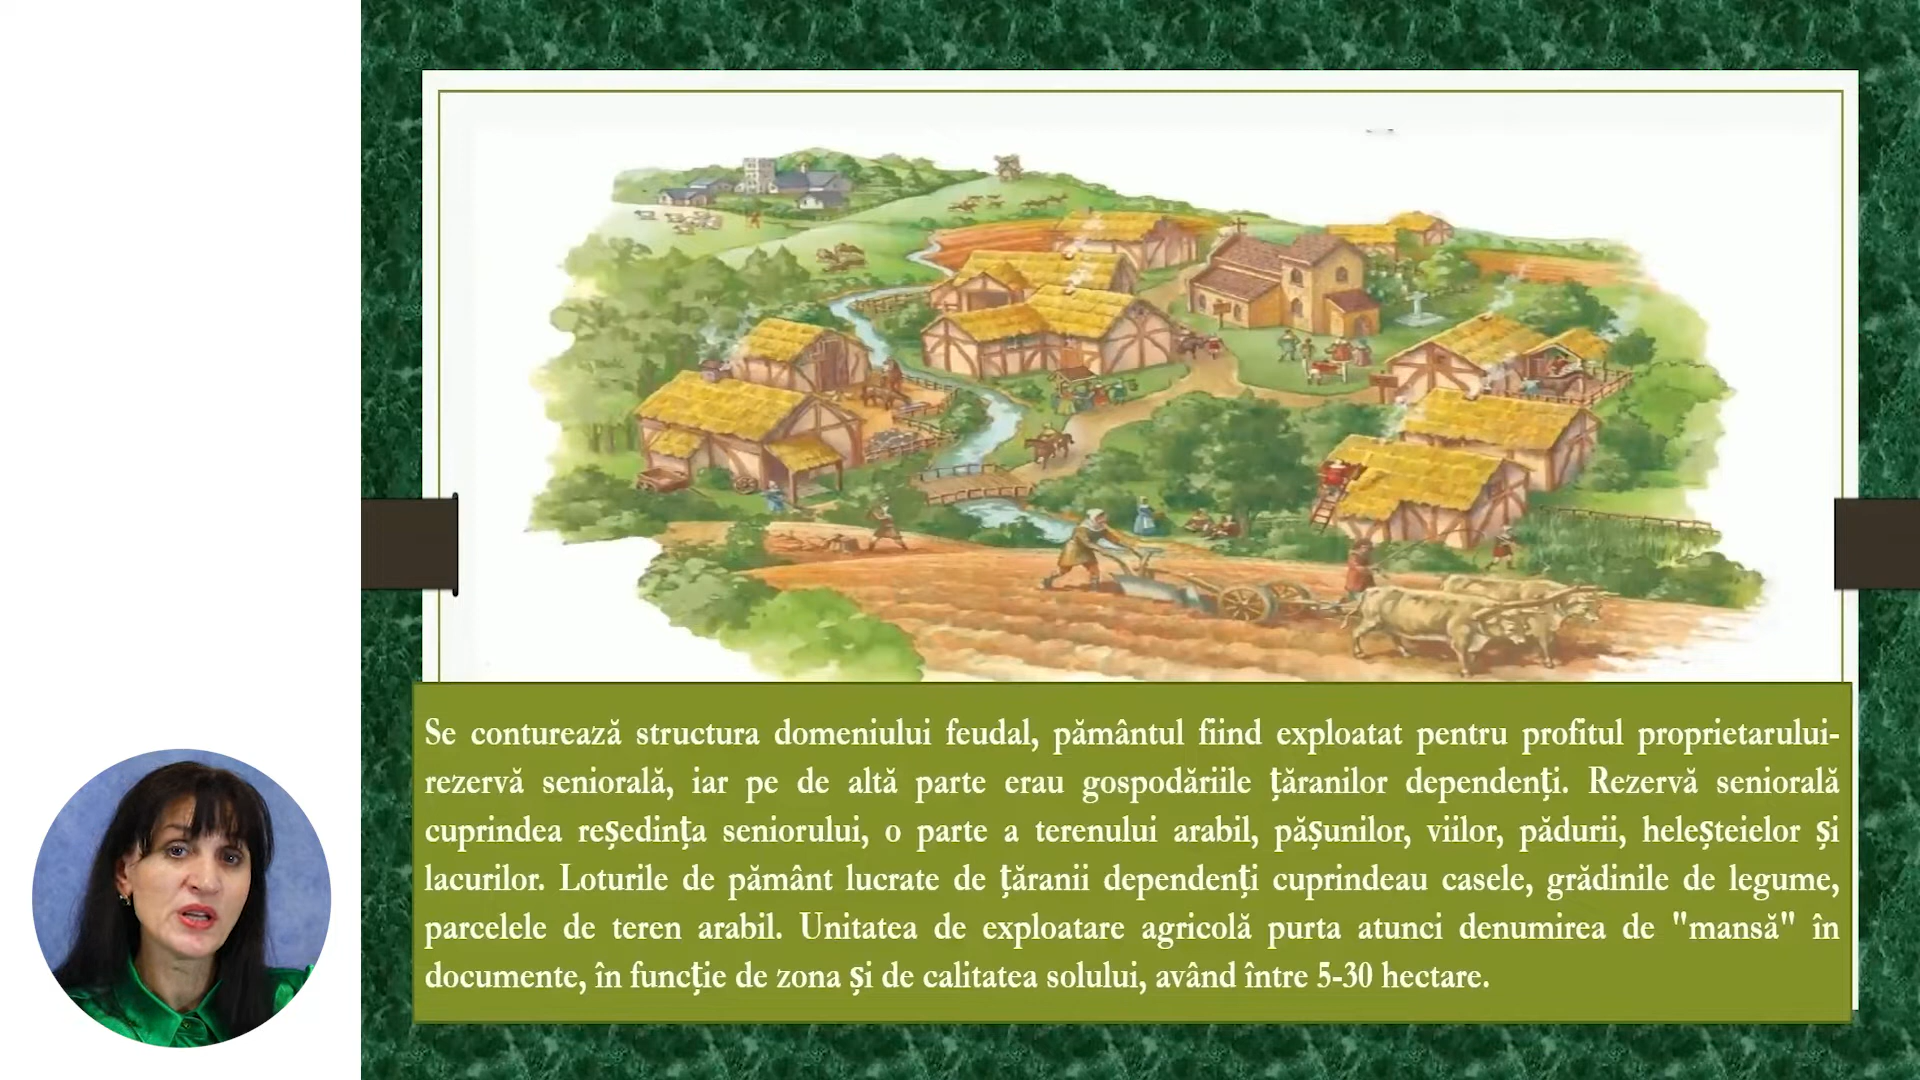 Se conturează structura domeniului feudal, pământul fiind exploatat pentru profitul proprietarului-
rezervă seniorală, iar pe de altă parte erau gospodăriile țăranilor dependenți. Rezervă seniorală
cuprindea reședința seniorului, o parte a terenului arabil, pășunilor, viilor, pădurii, heleșteielor și
lacurilor. Loturile de pământ lucrate de țăranii dependenți cuprindeau casele, grădinile de legume,
parcelele de teren arabil. Unitatea de exploatare agricolă purta atunci denumirea de "mansă" în
documente, în funcție de zona și de calitatea solului, având între 5-30 hectare.